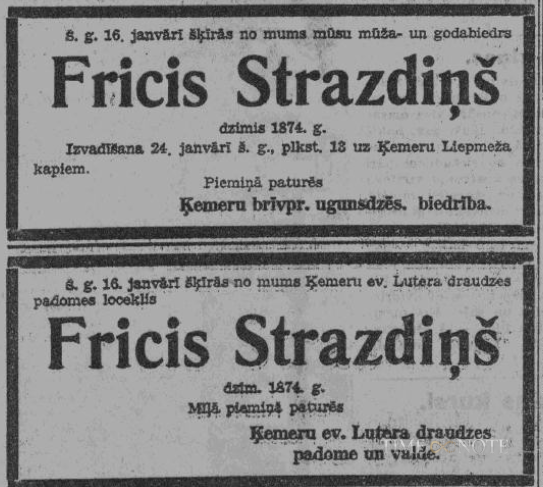 š. g. 16. janvārī šķīrās no mums mūsu mūža- un godabiedrs
Fricis Strazdiņš
dzimis 1874. g.
Izvadīšana 24. janvārī š. g., plkst. 13 uz Ķemeru Liepmeža
kapiem.
Piemiņā paturēs
Ķemeru brīvpr. ugunsdzēs. biedrība.
š. g. 16. janvārī šķīrās no mums Ķemeru ev. Lutera draudzes
padomes loceklis
Fricis Strazdiņš
dzim. 1874. g.
Mīļā piemiņā paturēs
Ķemeru ev. Lutera draudzes
padome un valde.